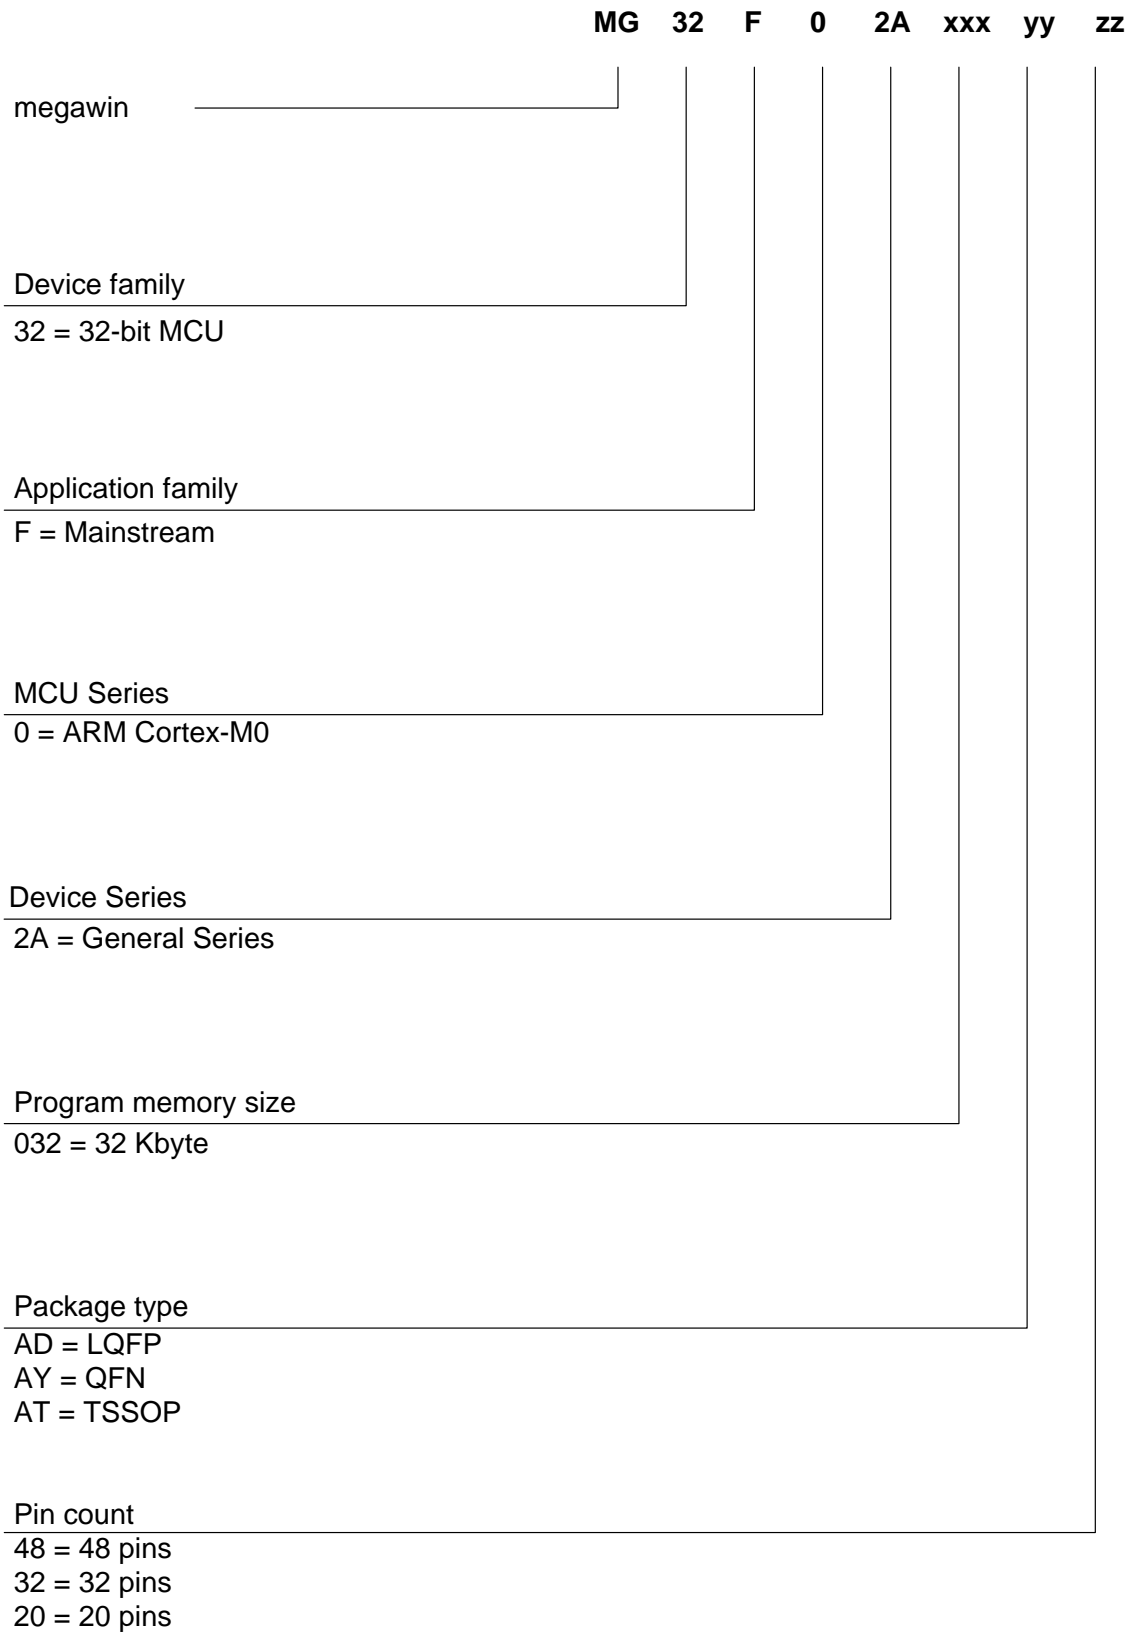 MG 32 F 0 2A xxx yy zz
megawin
Device family
32 = 32-bit MCU
Application family
F = Mainstream
MCU Series
0 = ARM Cortex-M0
Device Series
2A = General Series
Program memory size
032 = 32 Kbyte
Package type
AD = LQFP
AY = QFN
AT = TSSOP
Pin count
48 = 48 pins
32 = 32 pins
20 = 20 pins